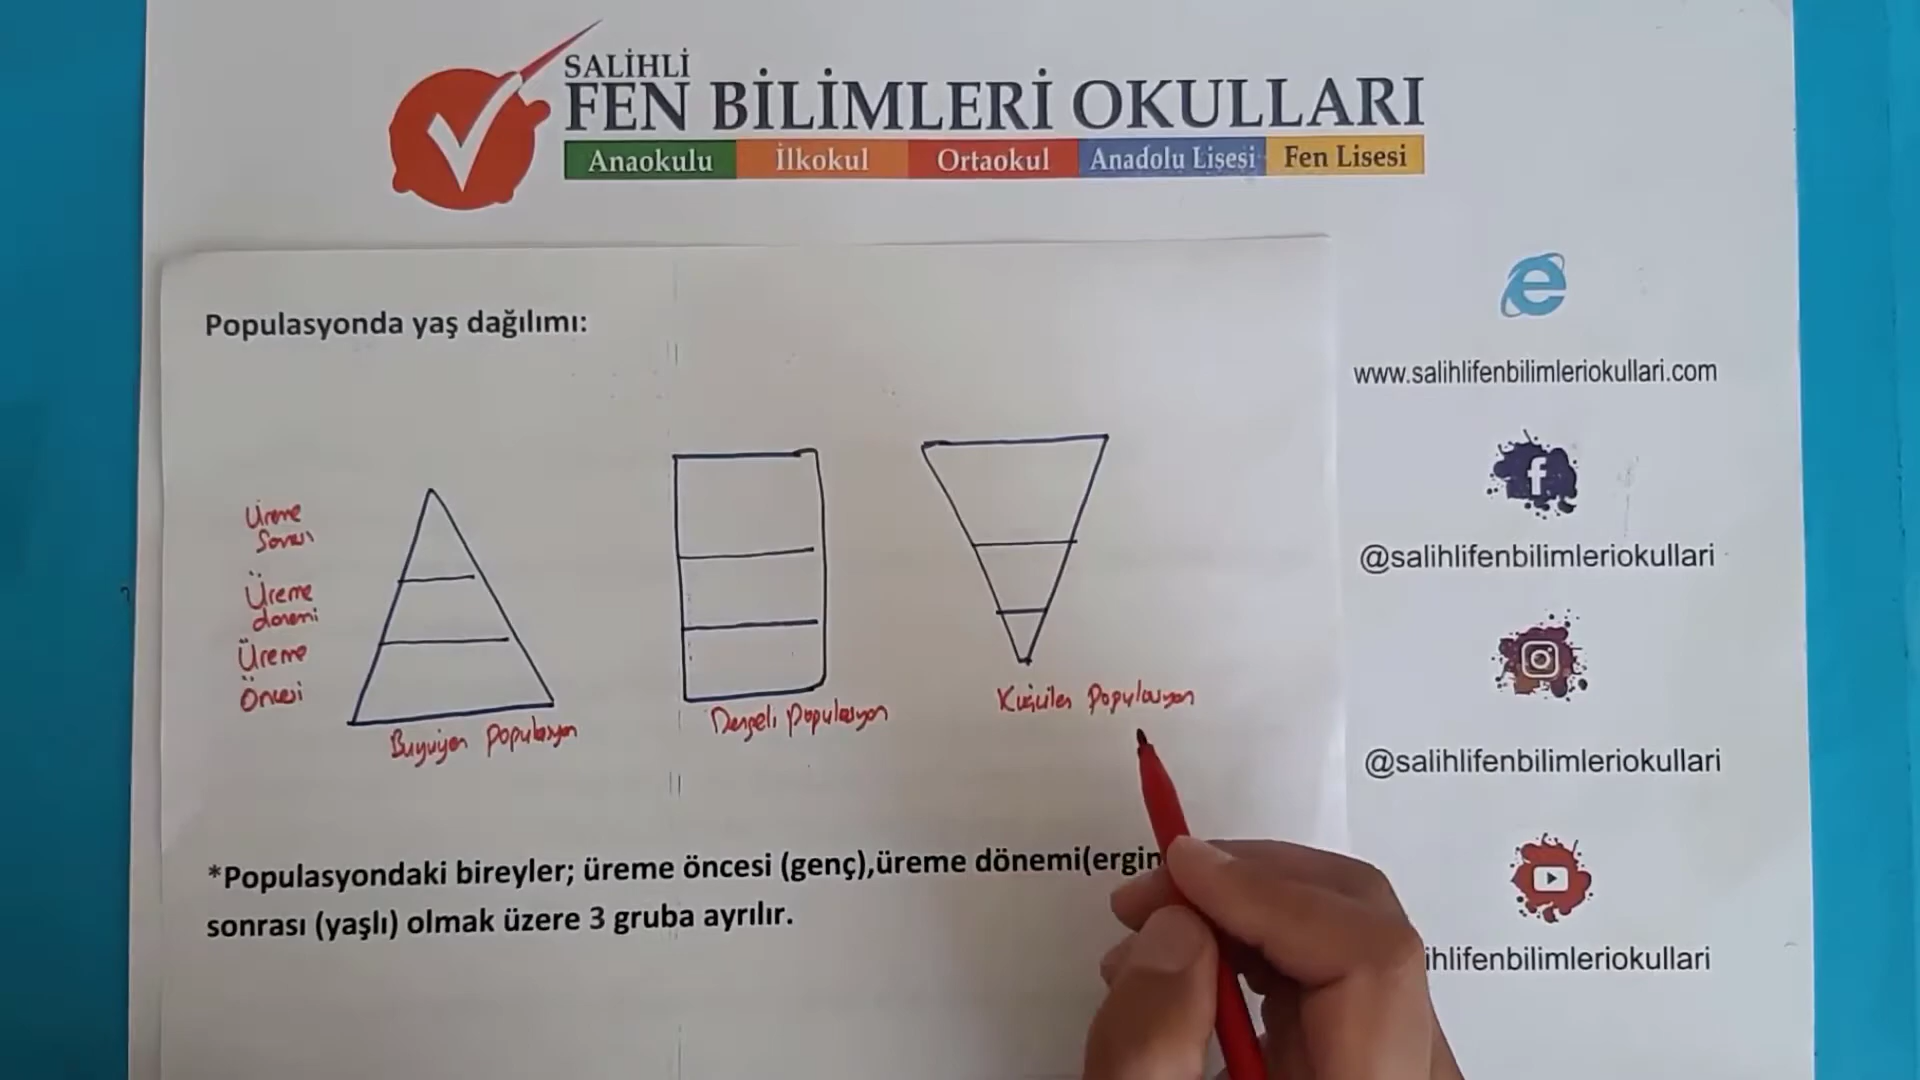 SALİHLİ
FEN BİLİMLERİ OKULLARI
Anaokulu İlkokul Ortaokul Anadolu Lisesi Fen Lisesi
Populasyonda yaş dağılımı:
www.salihlifenbilimleriokullari.com
@salihlifenbilimleriokullari
@salihlifenbilimleriokullari
ihlifenbilimleriokullari
Üreme
Sonrası
Üreme
dönemi
Üreme
Öncesi
Büyüyen populasyon
Dengeli populasyon
Küçülen populasyon
*Populasyondaki bireyler; üreme öncesi (genç),üreme dönemi(ergin
sonrası (yaşlı) olmak üzere 3 gruba ayrılır.